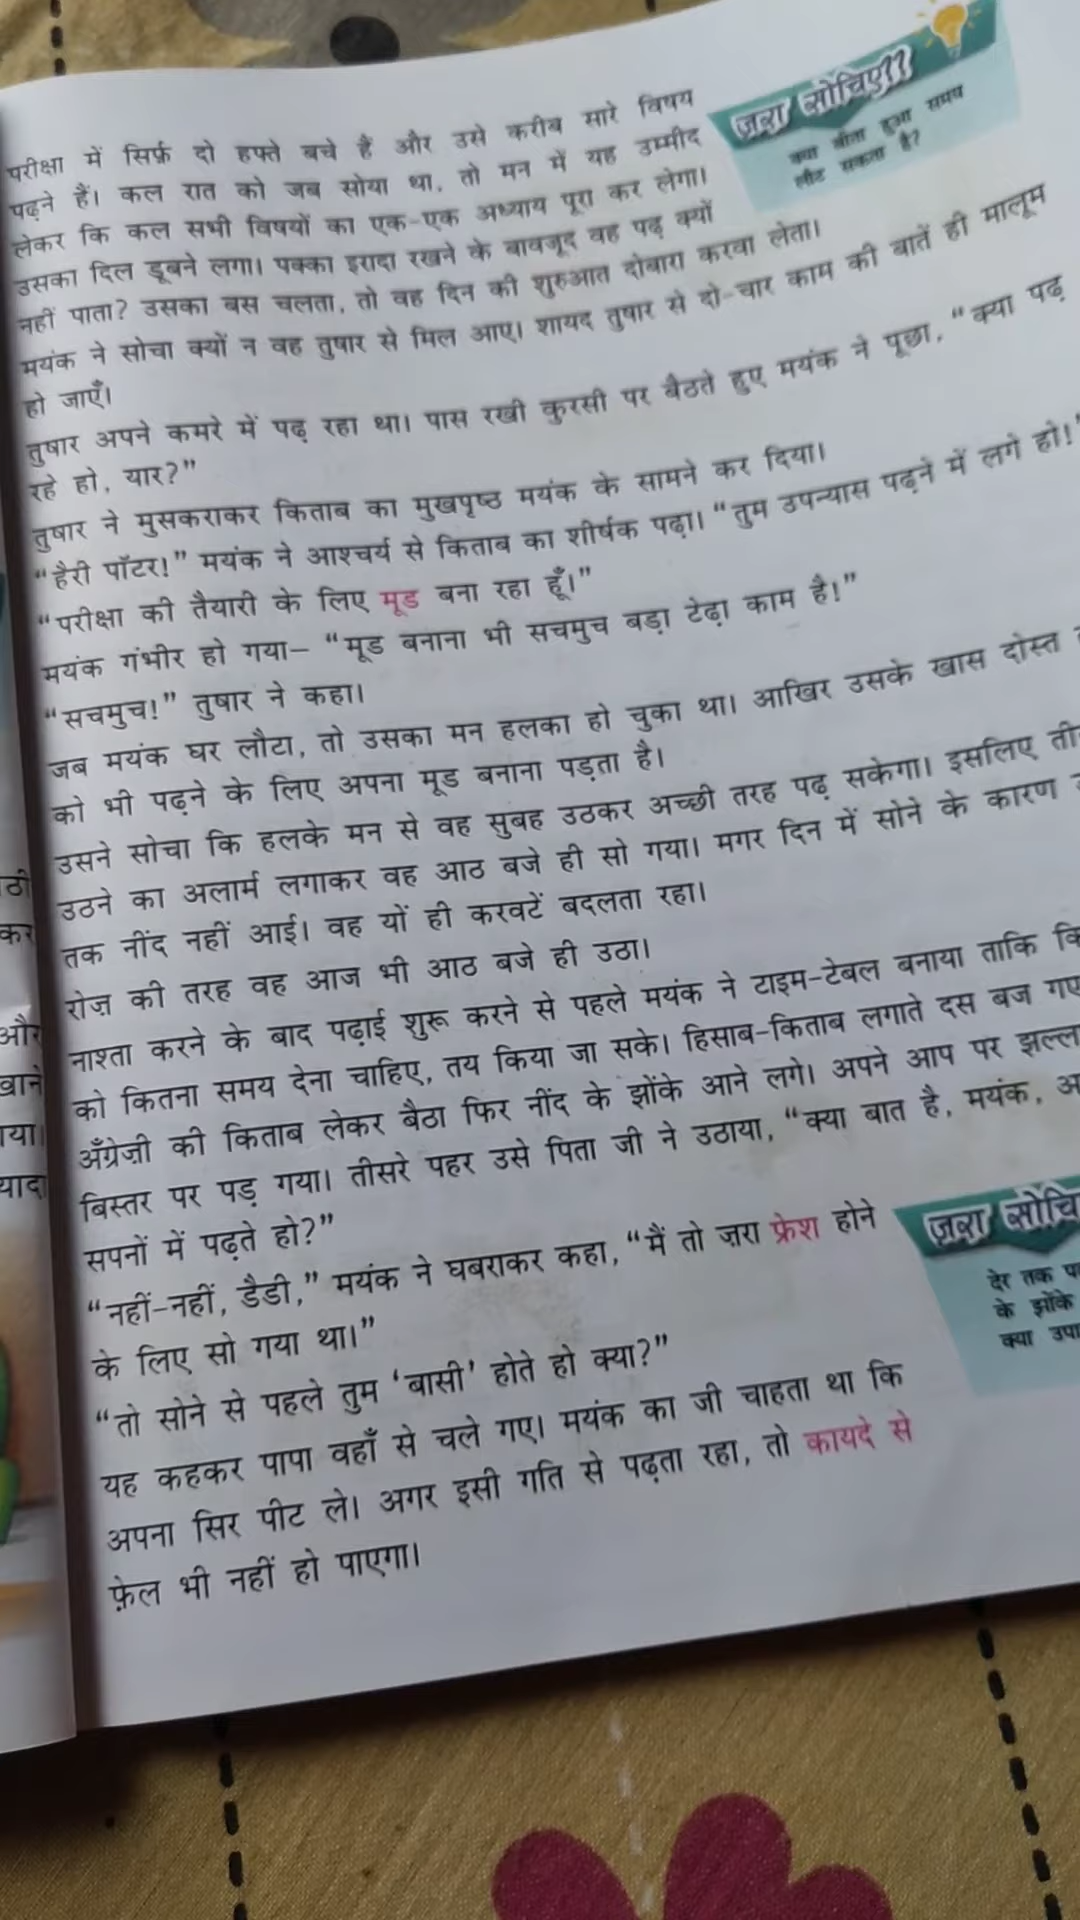 ज़रा सोचिए!!
क्या बीता हुआ समय
लौट सकता है?
परीक्षा में सिर्फ़ दो हफ्ते बचे हैं और उसे करीब सारे विषय
पढ़ने हैं। कल रात को जब सोया था, तो मन में यह उम्मीद
लेकर कि कल सभी विषयों का एक-एक अध्याय पूरा कर लेगा।
उसका दिल डूबने लगा। पक्का इरादा रखने के बावजूद वह पढ़ क्यों
नहीं पाता? उसका बस चलता, तो वह दिन की शुरुआत दोबारा करवा लेता।
मयंक ने सोचा क्यों न वह तुषार से मिल आए। शायद तुषार से दो-चार काम की बातें ही मालूम
हो जाएँ।
तुषार अपने कमरे में पढ़ रहा था। पास रखी कुरसी पर बैठते हुए मयंक ने पूछा, “क्या पढ़
रहे हो, यार?”
तुषार ने मुसकराकर किताब का मुखपृष्ठ मयंक के सामने कर दिया।
“हैरी पॉटर!” मयंक ने आश्चर्य से किताब का शीर्षक पढ़ा। “तुम उपन्यास पढ़ने में लगे हो!”
“परीक्षा की तैयारी के लिए मूड बना रहा हूँ।”
मयंक गंभीर हो गया– “मूड बनाना भी सचमुच बड़ा टेढ़ा काम है।”
“सचमुच!” तुषार ने कहा।
जब मयंक घर लौटा, तो उसका मन हलका हो चुका था। आखिर उसके खास दोस्त
को भी पढ़ने के लिए अपना मूड बनाना पड़ता है।
उसने सोचा कि हलके मन से वह सुबह उठकर अच्छी तरह पढ़ सकेगा। इसलिए
उठने का अलार्म लगाकर वह आठ बजे ही सो गया। मगर दिन में सोने के कारण
तक नींद नहीं आई। वह यों ही करवटें बदलता रहा।
रोज़ की तरह वह आज भी आठ बजे ही उठा।
नाश्ता करने के बाद पढ़ाई शुरू करने से पहले मयंक ने टाइम-टेबल बनाया ताकि
को कितना समय देना चाहिए, तय किया जा सके। हिसाब-किताब लगाते दस बज गए
अँग्रेज़ी की किताब लेकर बैठा फिर नींद के झोंके आने लगे। अपने आप पर झल्ल
बिस्तर पर पड़ गया। तीसरे पहर उसे पिता जी ने उठाया, “क्या बात है, मयंक,
सपनों में पढ़ते हो?”
“नहीं-नहीं, डैडी,” मयंक ने घबराकर कहा, “मैं तो ज़रा फ्रेश होने
के लिए सो गया था।”
“तो सोने से पहले तुम ‘बासी’ होते हो क्या?”
यह कहकर पापा वहाँ से चले गए। मयंक का जी चाहता था कि
अपना सिर पीट ले। अगर इसी गति से पढ़ता रहा, तो कायदे से
फ़ेल भी नहीं हो पाएगा।
ज़रा सोचि
देर तक
के झोंके
क्या उपा
ठी
कर
और
खाने
गया।
यादा